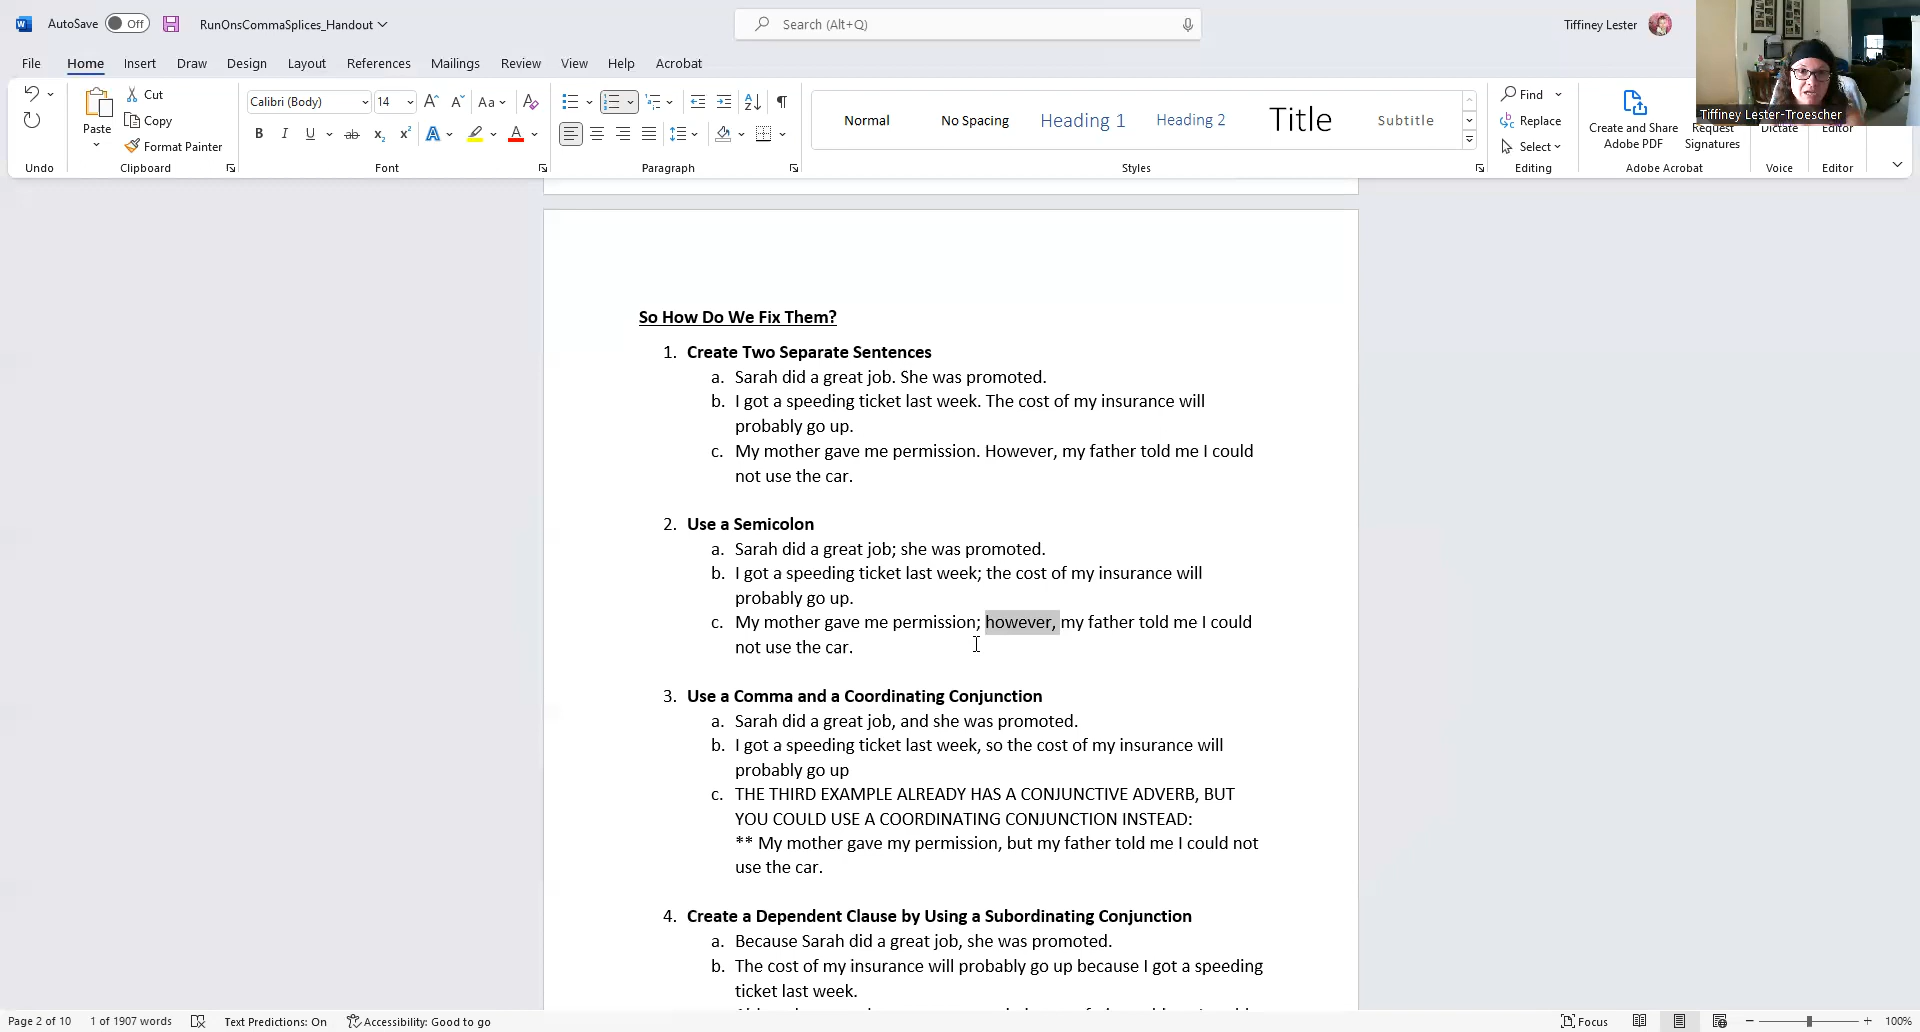 AutoSave Off RunOnsCommaSplices_Handout Search (Alt+Q) Tiffiney Lester
File Home Insert Draw Design Layout References Mailings Review View Help Acrobat
Paste Cut Copy Format Painter
Calibri (Body) 14 Aa
B I U ab x₂ x² A A
Normal No Spacing Heading 1 Heading 2 Title Subtitle
Find Replace Select
Create and Share Adobe PDF Request Signatures Dictate Editor
Tiffiney Lester-Troescher
Undo Clipboard Font Paragraph Styles Editing Adobe Acrobat Voice Editor
So How Do We Fix Them?
1. Create Two Separate Sentences
a. Sarah did a great job. She was promoted.
b. I got a speeding ticket last week. The cost of my insurance will
probably go up.
c. My mother gave me permission. However, my father told me I could
not use the car.
2. Use a Semicolon
a. Sarah did a great job; she was promoted.
b. I got a speeding ticket last week; the cost of my insurance will
probably go up.
c. My mother gave me permission; however, my father told me I could
not use the car.
3. Use a Comma and a Coordinating Conjunction
a. Sarah did a great job, and she was promoted.
b. I got a speeding ticket last week, so the cost of my insurance will
probably go up
c. THE THIRD EXAMPLE ALREADY HAS A CONJUNCTIVE ADVERB, BUT
YOU COULD USE A COORDINATING CONJUNCTION INSTEAD:
** My mother gave my permission, but my father told me I could not
use the car.
4. Create a Dependent Clause by Using a Subordinating Conjunction
a. Because Sarah did a great job, she was promoted.
b. The cost of my insurance will probably go up because I got a speeding
ticket last week.
Page 2 of 10 1 of 1907 words Text Predictions: On Accessibility: Good to go Focus 100%